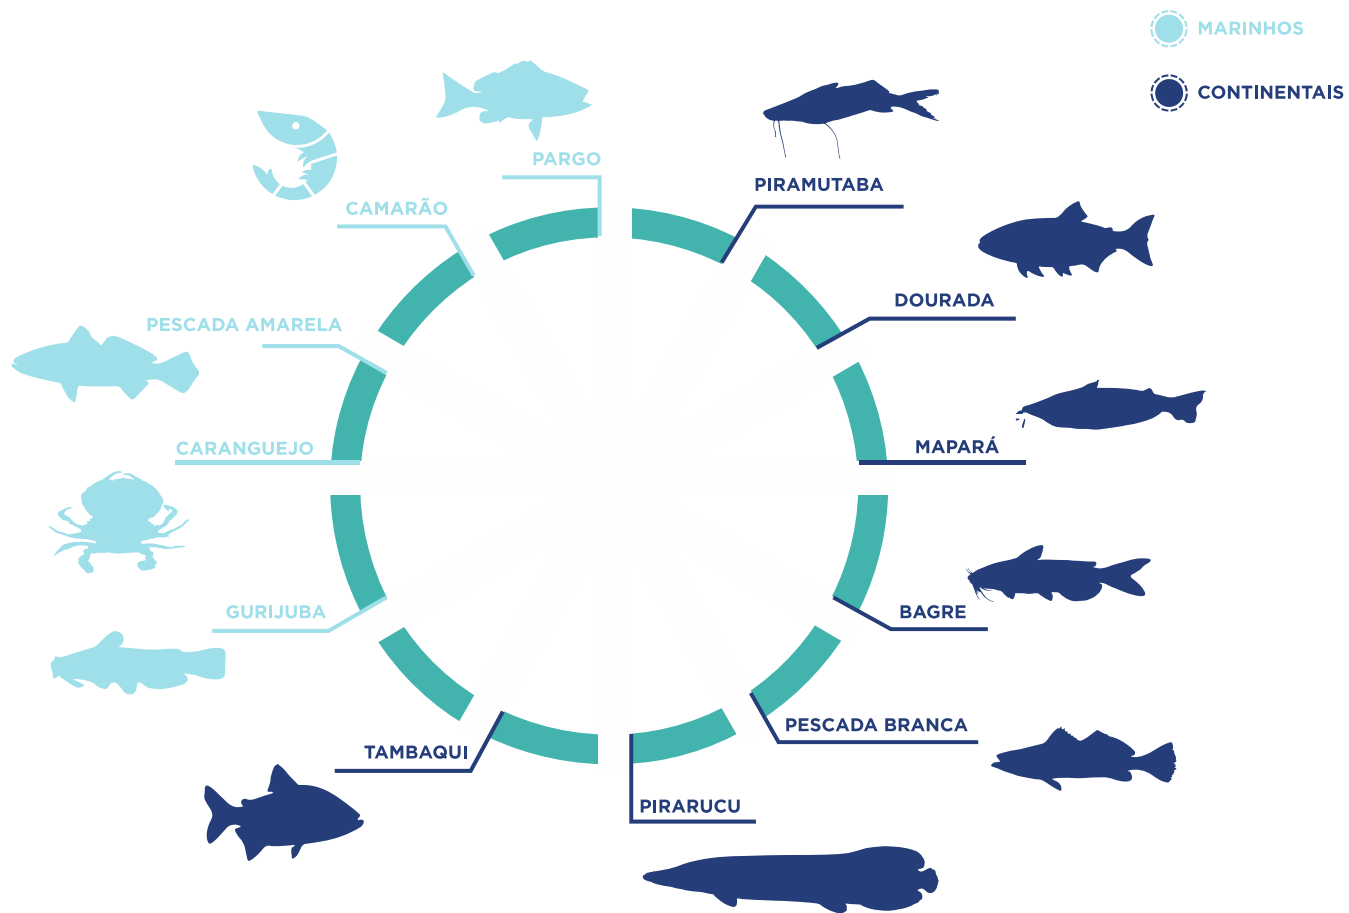 MARINHOS
CONTINENTAIS
PARGO
PIRAMUTABA
CAMARÃO
DOURADA
PESCADA AMARELA
CARANGUEJO
MAPARÁ
GURIJUBA
BAGRE
PESCADA BRANCA
TAMBAQUI
PIRARUCU